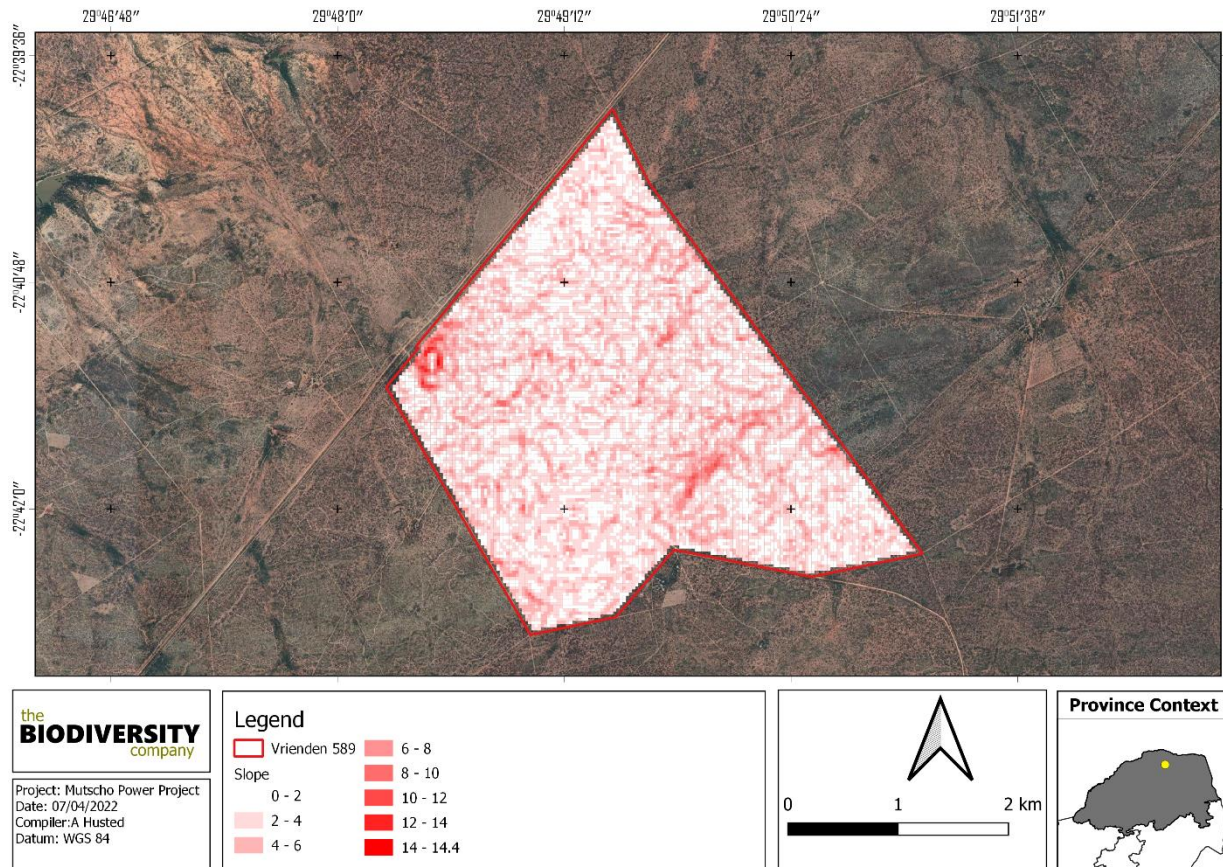 29°46′48″ 29°48′0″ 29°49′12″ 29°50′24″ 29°51′36″
-22°40′48″
-22°42′0″
the
BIODIVERSITY
company
Project: Mutscho Power Project
Date: 07/04/2022
Compiler:A Husted
Datum: WGS 84
Legend
Vrienden 589
Slope
0 - 2
2 - 4
4 - 6
6 - 8
8 - 10
10 - 12
12 - 14
14 - 14.4
0 1 2 km
Province Context